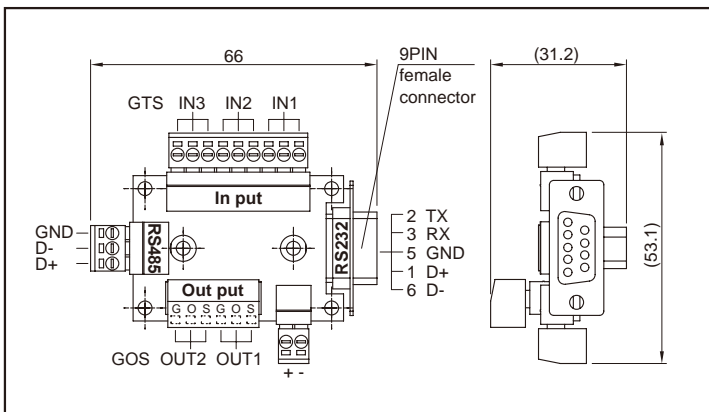 66
(31.2)
9PIN
female
connector
GTS IN3 IN2 IN1
In put
RS485
RS232
GND
D-
D+
2 TX
3 RX
5 GND
1 D+
6 D-
(53.1)
Out put
G O S G O S
GOS OUT2 OUT1
+ -